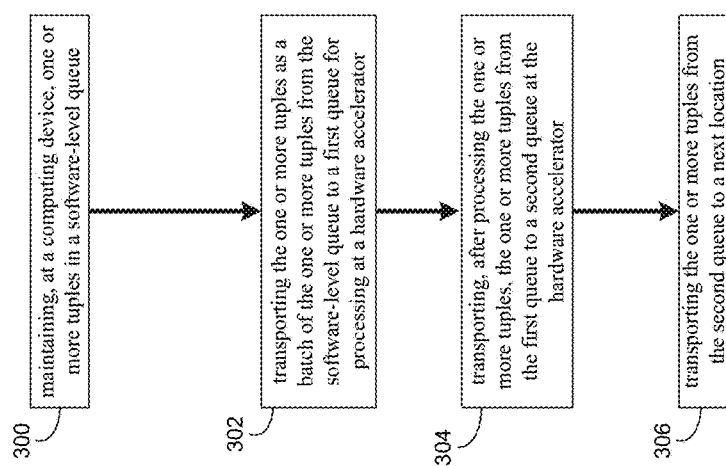 300
maintaining, at a computing device, one or
more tuples in a software-level queue
302
transporting the one or more tuples as a
batch of the one or more tuples from the
software-level queue to a first queue for
processing at a hardware accelerator
304
transporting, after processing the one or
more tuples, the one or more tuples from
the first queue to a second queue at the
hardware accelerator
306
transporting the one or more tuples from
the second queue to a next location